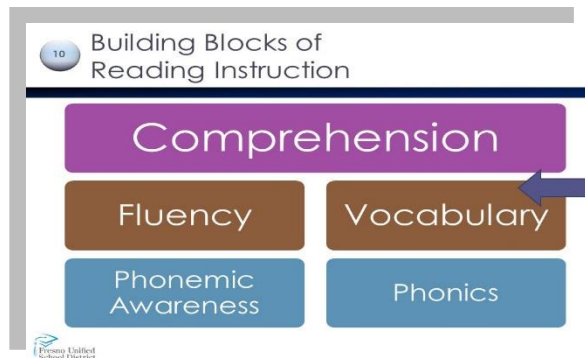 10
Building Blocks of
Reading Instruction
Comprehension
Fluency
Vocabulary
Phonemic
Awareness
Phonics
Fresno Unified
School District